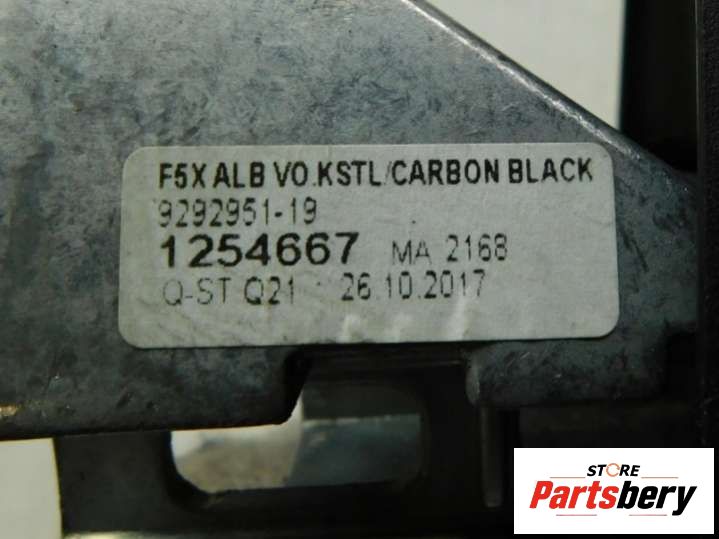 F5X ALB VO.KSTL/CARBON BLACK
9292951-19
1254667 MA 2168
Q-ST Q21 : 26.10.2017
STORE
Partsbery